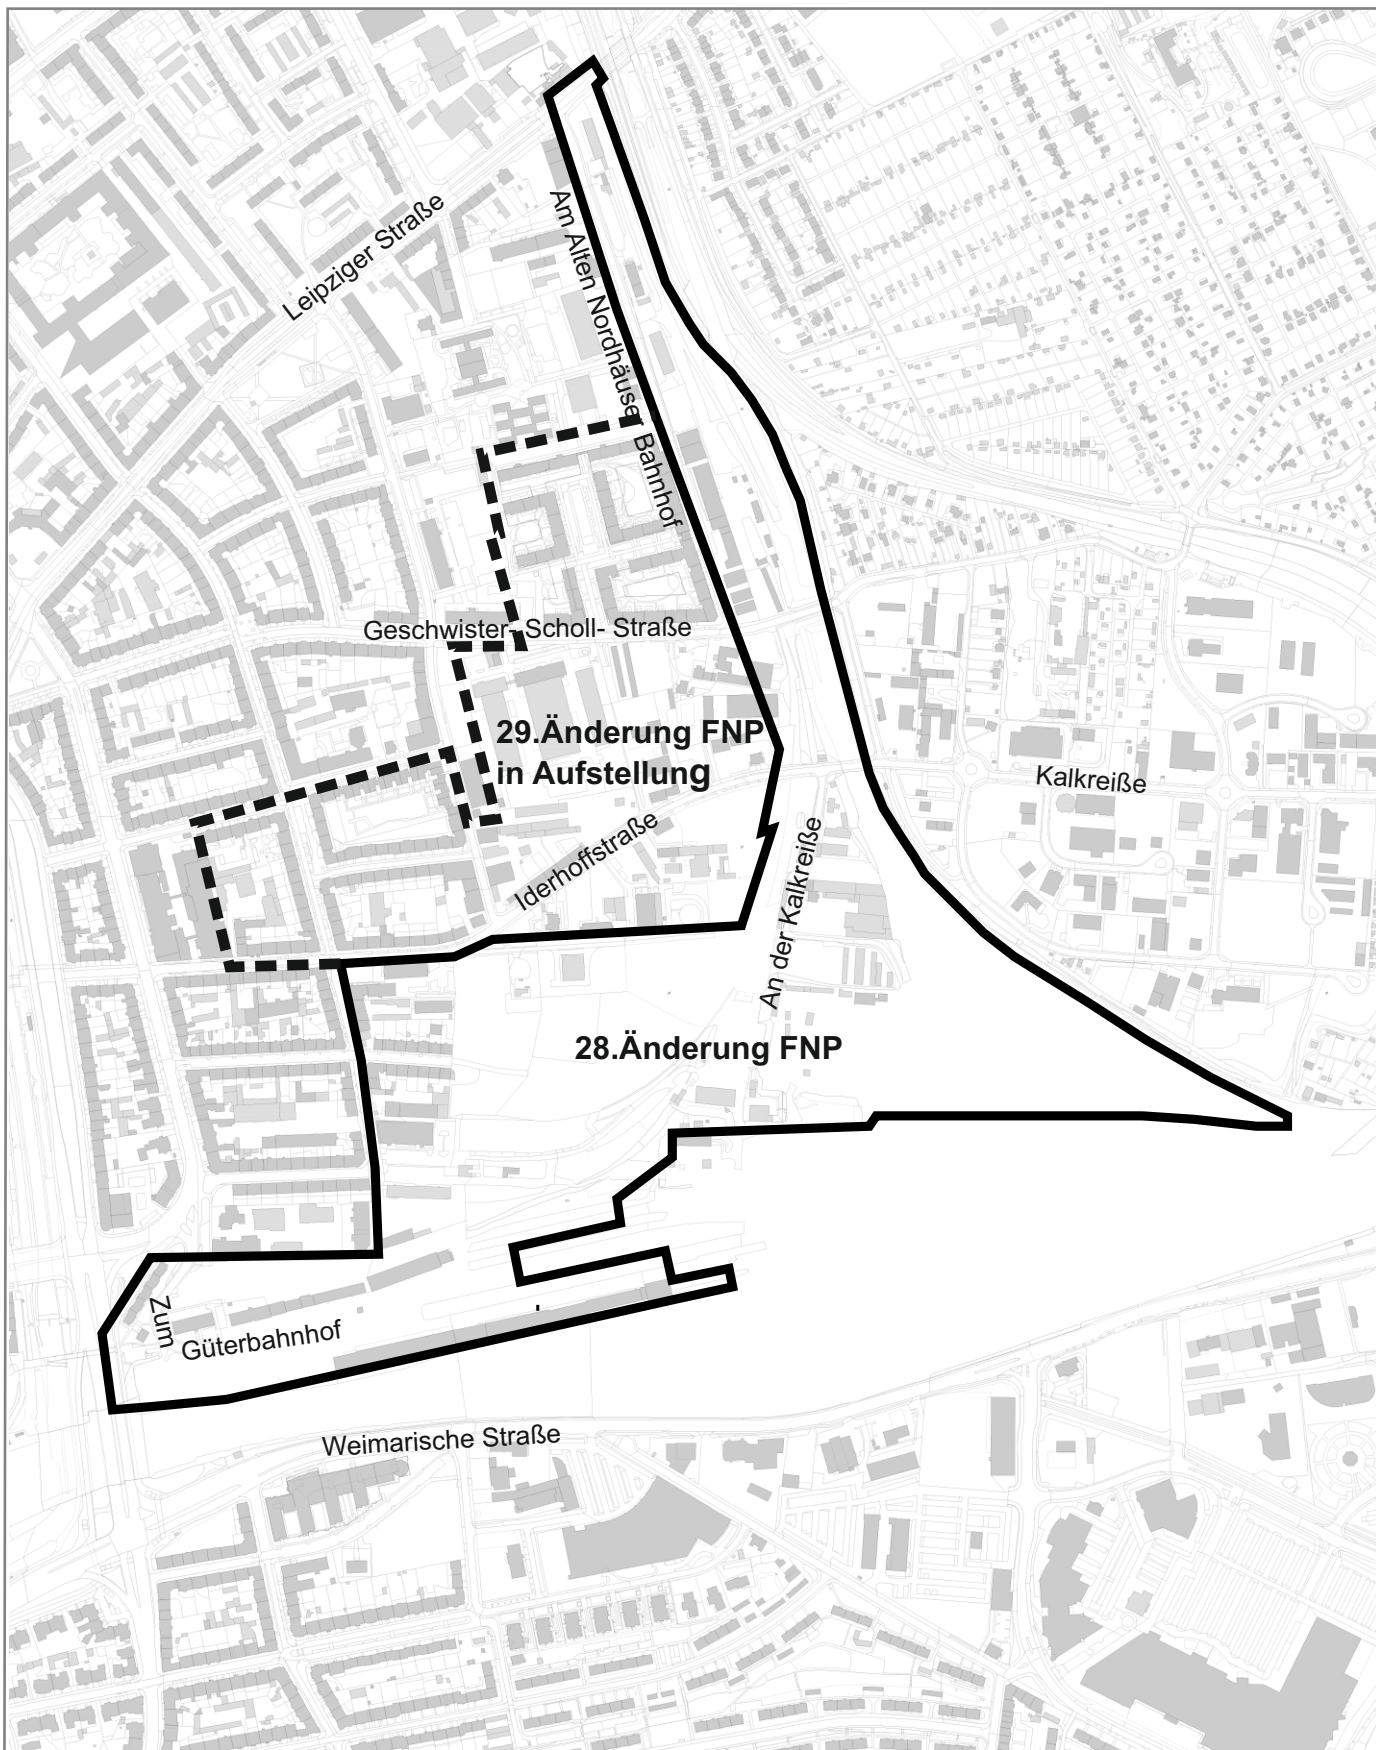 Leipziger Straße
Am Alten Nordhäuser Bahnhof
Geschwister- Scholl- Straße
29.Änderung FNP
in Aufstellung
Kalkreiße
Iderhoffstraße
An der Kalkreiße
28.Änderung FNP
Zum
Güterbahnhof
Weimarische Straße